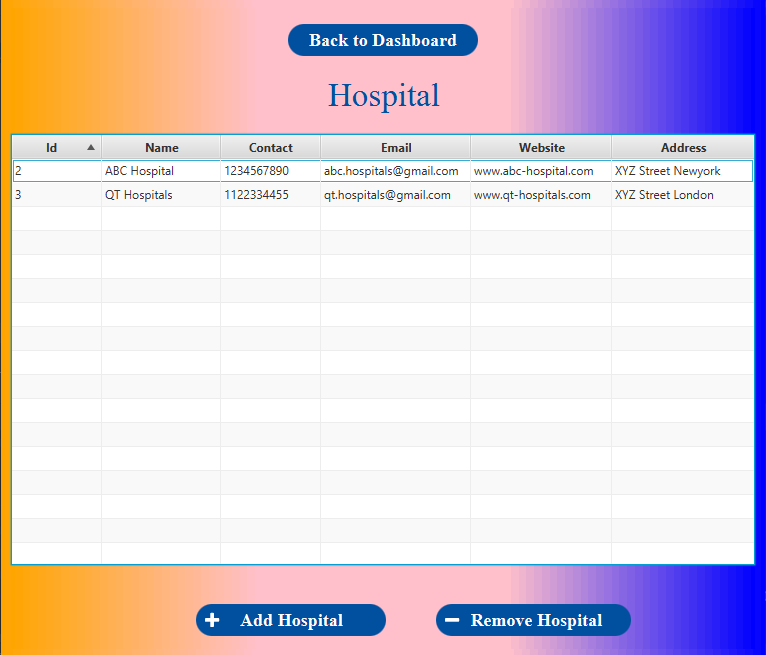 Back to Dashboard
Hospital
Id Name Contact Email Website Address
2 ABC Hospital 1234567890 abc.hospitals@gmail.com www.abc-hospital.com XYZ Street Newyork
3 QT Hospitals 1122334455 qt.hospitals@gmail.com www.qt-hospitals.com XYZ Street London
Add Hospital Remove Hospital